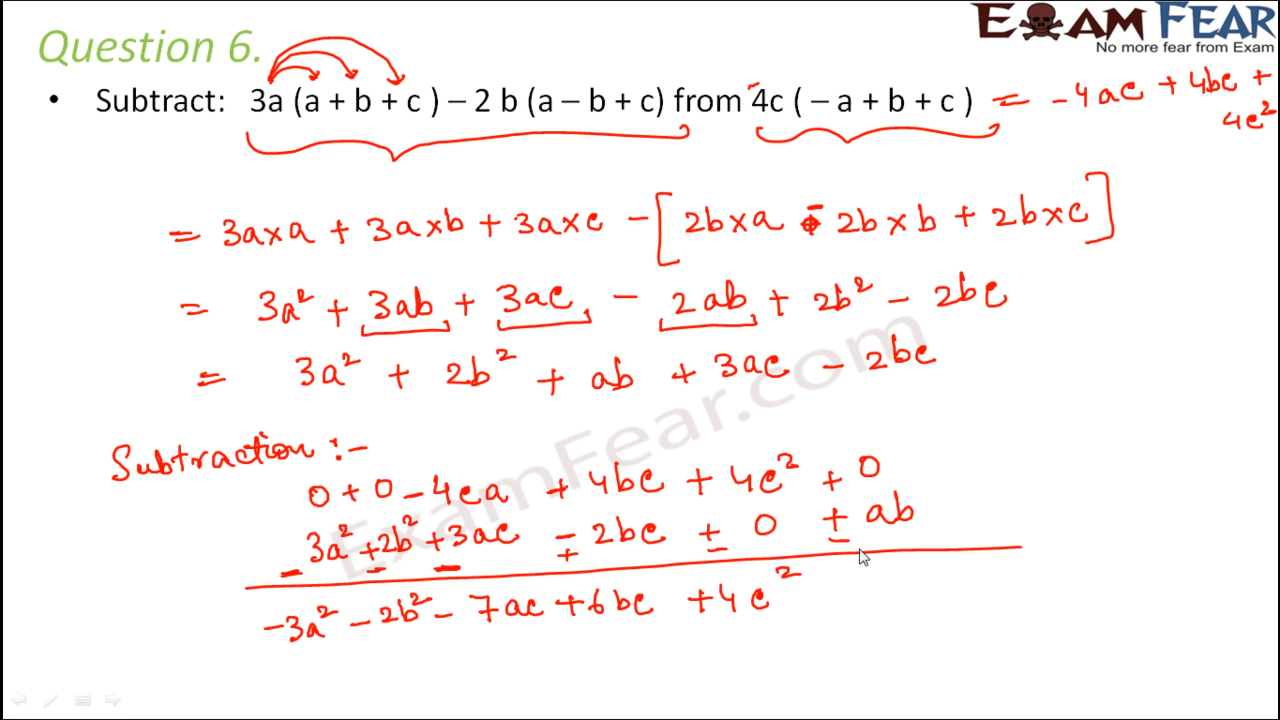 Question 6.
EXAM FEAR
No more fear from Exam
• Subtract: 3a (a + b + c ) – 2 b (a – b + c) from 4c ( – a + b + c ) = - 4ac + 4bc +
4c²
= 3a×a + 3a×b + 3a×c - [2b×a - 2b×b + 2b×c]
= 3a² + 3ab + 3ac - 2ab + 2b² - 2bc
= 3a² + 2b² + ab + 3ac - 2bc
Subtraction :-
0 + 0 - 4ca + 4bc + 4c² + 0
3a² + 2b² + 3ac - 2bc + 0 + ab
- - - + - -
-3a² - 2b² - 7ac + 6bc + 4c²
ExamFear.com